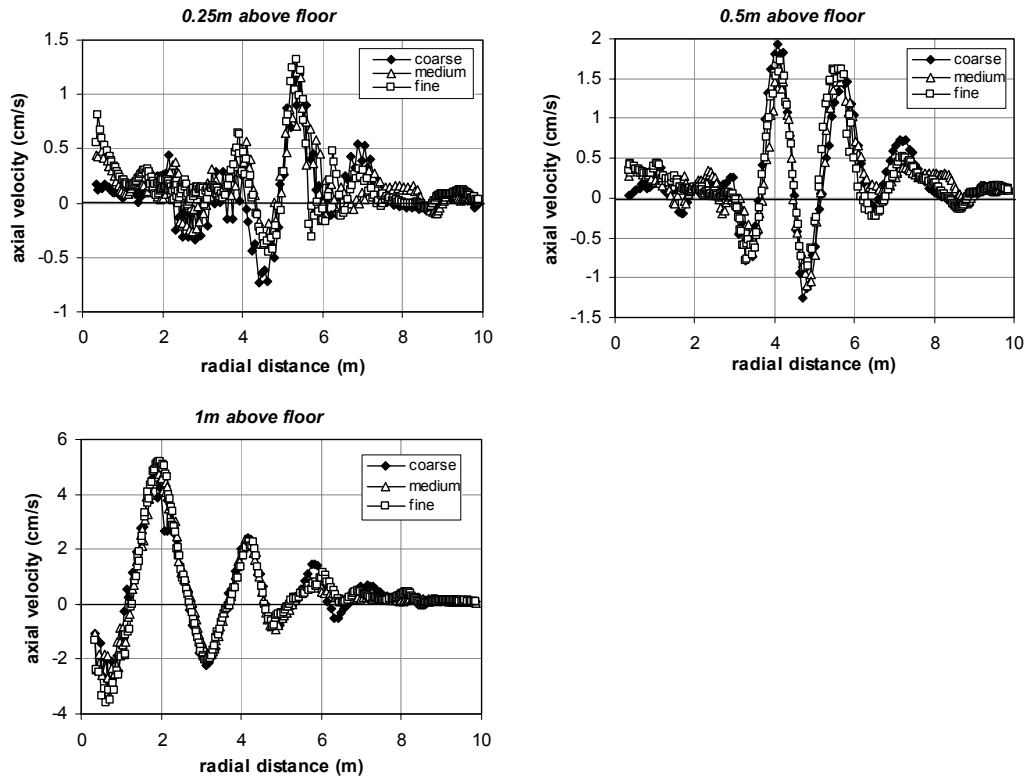 0.25m above floor
1.5
1
0.5
0
-0.5
-1
axial velocity (cm/s)
coarse
medium
fine
0 2 4 6 8 10
radial distance (m)
0.5m above floor
2
1.5
1
0.5
0
-0.5
-1
-1.5
axial velocity (cm/s)
coarse
medium
fine
0 2 4 6 8 10
radial distance (m)
1m above floor
6
4
2
0
-2
-4
axial velocity (cm/s)
coarse
medium
fine
0 2 4 6 8 10
radial distance (m)